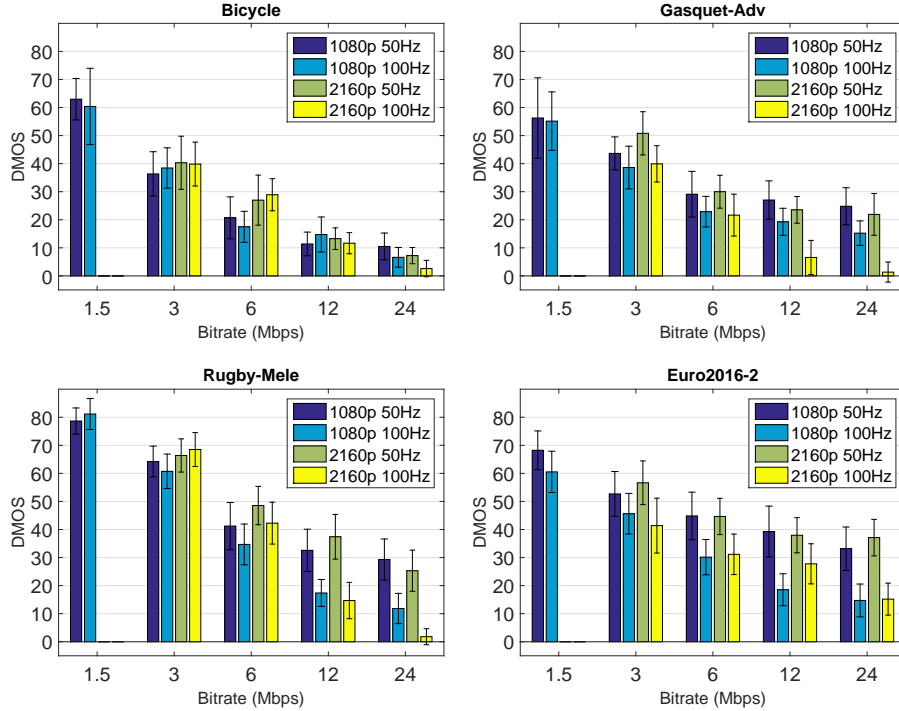 Bicycle
80
70
60
50
40
30
20
10
0
DMOS
1.5 3 6 12 24
Bitrate (Mbps)
1080p 50Hz
1080p 100Hz
2160p 50Hz
2160p 100Hz
Gasquet-Adv
80
70
60
50
40
30
20
10
0
DMOS
1.5 3 6 12 24
Bitrate (Mbps)
1080p 50Hz
1080p 100Hz
2160p 50Hz
2160p 100Hz
Rugby-Mele
80
70
60
50
40
30
20
10
0
DMOS
1.5 3 6 12 24
Bitrate (Mbps)
1080p 50Hz
1080p 100Hz
2160p 50Hz
2160p 100Hz
Euro2016-2
80
70
60
50
40
30
20
10
0
DMOS
1.5 3 6 12 24
Bitrate (Mbps)
1080p 50Hz
1080p 100Hz
2160p 50Hz
2160p 100Hz